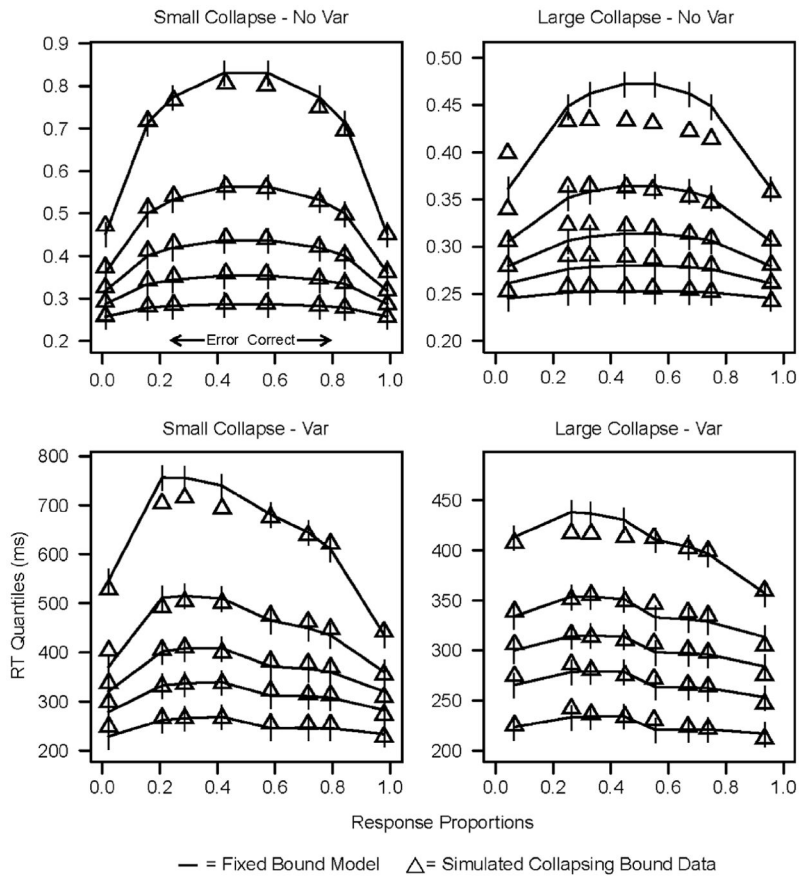 Small Collapse - No Var
Large Collapse - No Var
0.9
0.8
0.7
0.6
0.5
0.4
0.3
0.2
0.50
0.45
0.40
0.35
0.30
0.25
0.20
Error Correct
0.0 0.2 0.4 0.6 0.8 1.0
0.0 0.2 0.4 0.6 0.8 1.0
Small Collapse - Var
Large Collapse - Var
RT Quantiles (ms)
800
700
600
500
400
300
200
450
400
350
300
250
200
0.0 0.2 0.4 0.6 0.8 1.0
0.0 0.2 0.4 0.6 0.8 1.0
Response Proportions
= Fixed Bound Model
= Simulated Collapsing Bound Data